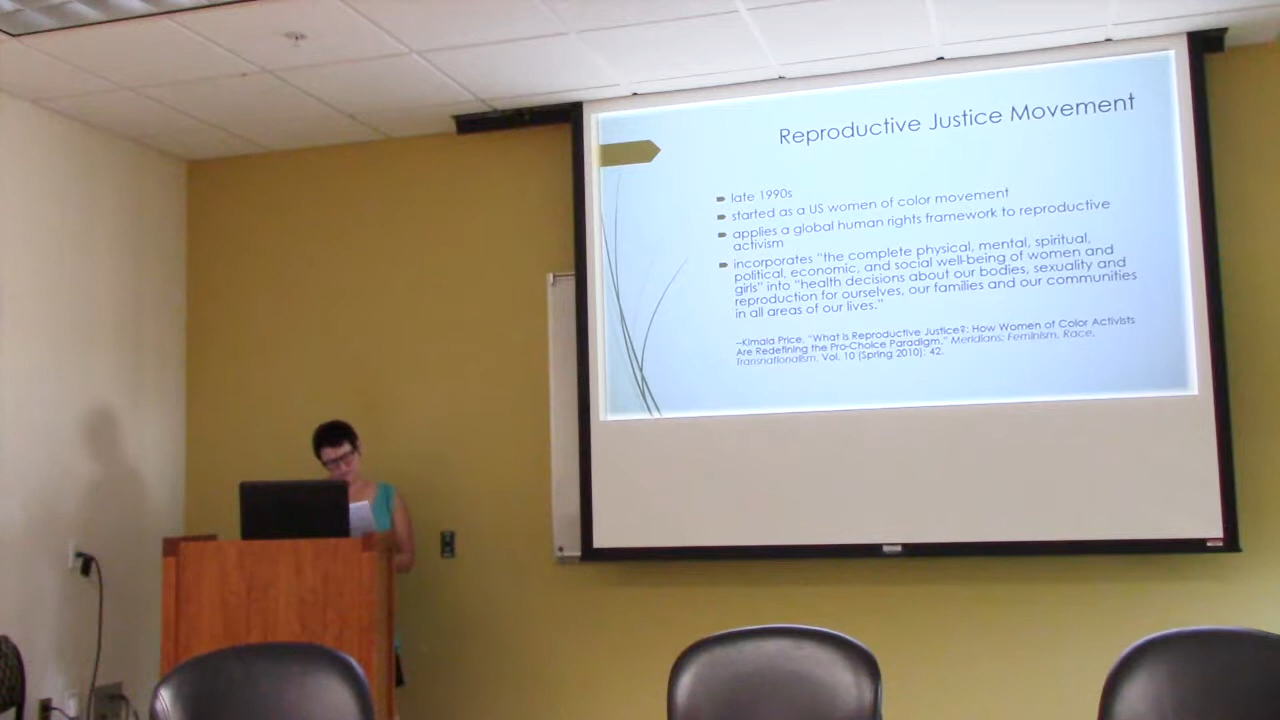 Reproductive Justice Movement
late 1990s
started as a US women of color movement
applies a global human rights framework to reproductive
activism
incorporates "the complete physical, mental, spiritual,
political, economic, and social well-being of women and
girls" into "health decisions about our bodies, sexuality and
reproduction for ourselves, our families and our communities
in all areas of our lives."
--Kimala Price, "What is Reproductive Justice?: How Women of Color Activists
Are Redefining the Pro-Choice Paradigm," Meridians: Feminism, Race,
Transnationalism, Vol. 10 (Spring 2010): 42.